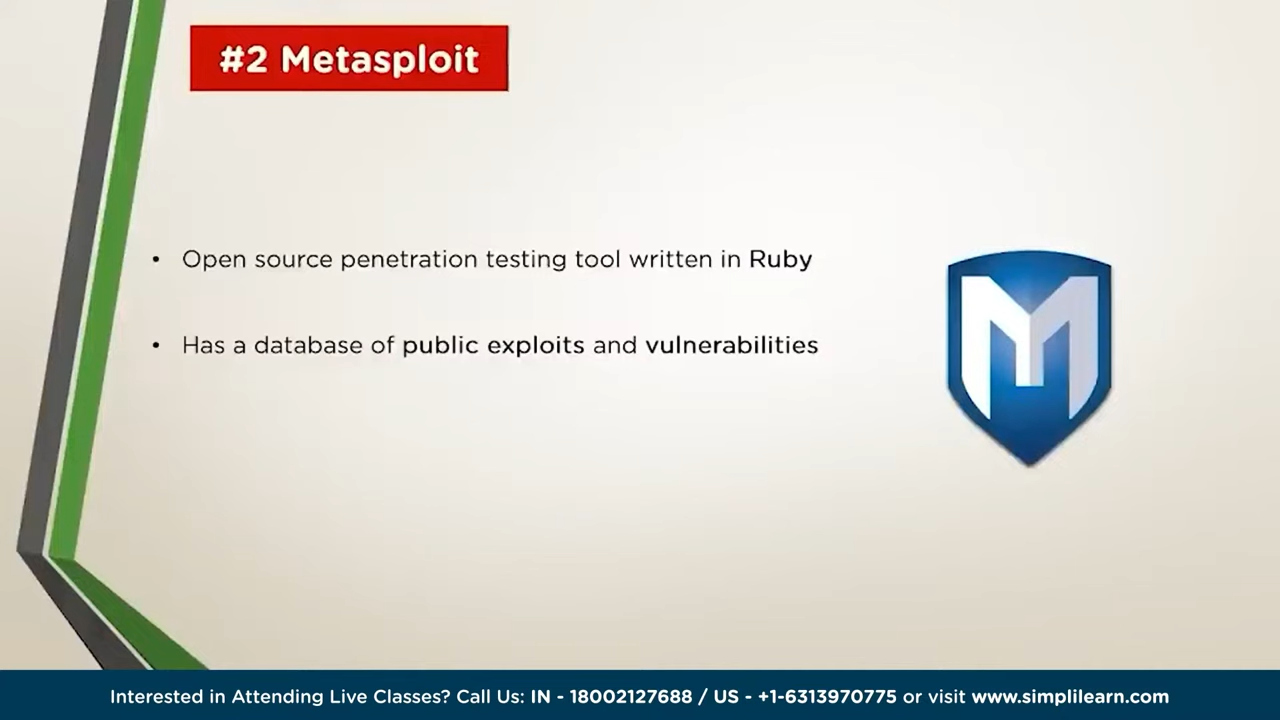 #2 Metasploit
• Open source penetration testing tool written in Ruby
• Has a database of public exploits and vulnerabilities
Interested in Attending Live Classes? Call Us: IN - 18002127688 / US - +1-6313970775 or visit www.simplilearn.com